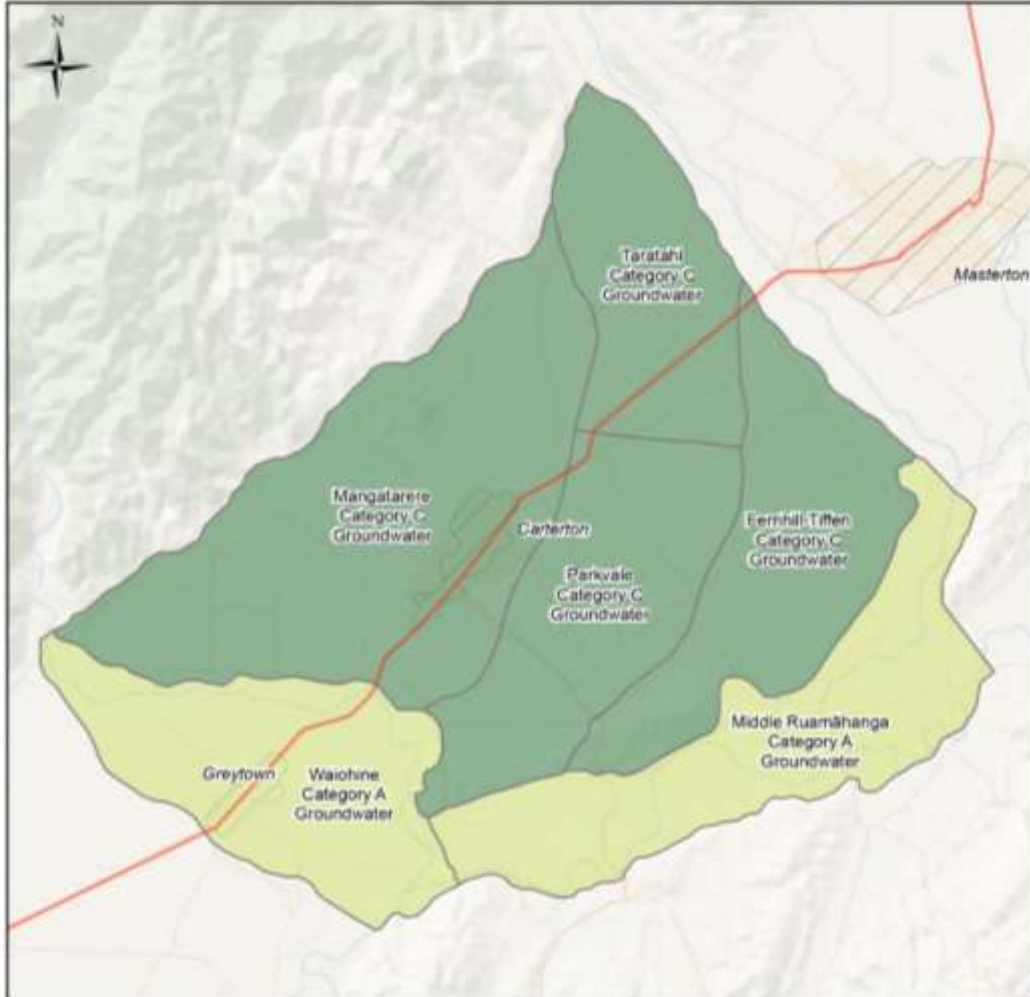 N
Taratahi
Category C
Groundwater
Masterton
Mangatarere
Category C
Groundwater
Carterton
Fernhill-Tiffen
Category C
Groundwater
Parkvale
Category C
Groundwater
Middle Ruamāhanga
Category A
Groundwater
Greytown
Waiohine
Category A
Groundwater